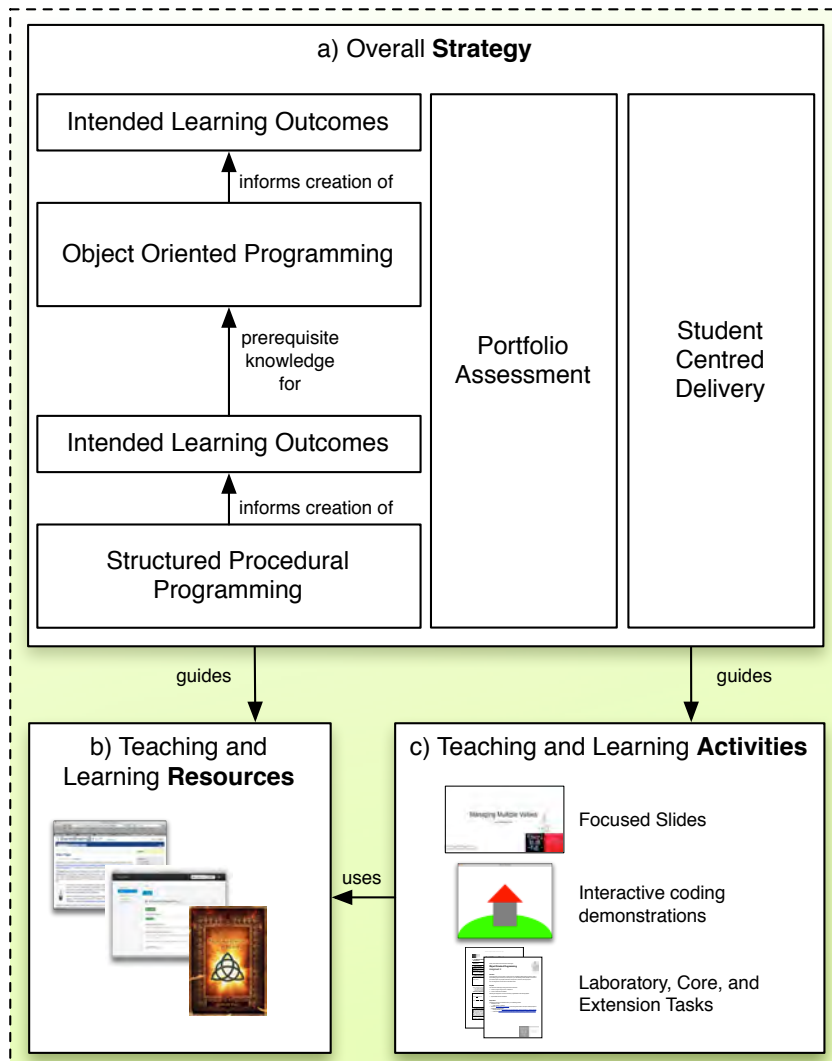 a) Overall Strategy
Intended Learning Outcomes
informs creation of
Object Oriented Programming
prerequisite
knowledge
for
Intended Learning Outcomes
informs creation of
Structured Procedural
Programming
Portfolio
Assessment
Student
Centred
Delivery
guides
guides
b) Teaching and
Learning Resources
uses
c) Teaching and Learning Activities
Managing Multiple Values
Focused Slides
Interactive coding
demonstrations
Laboratory, Core, and
Extension Tasks